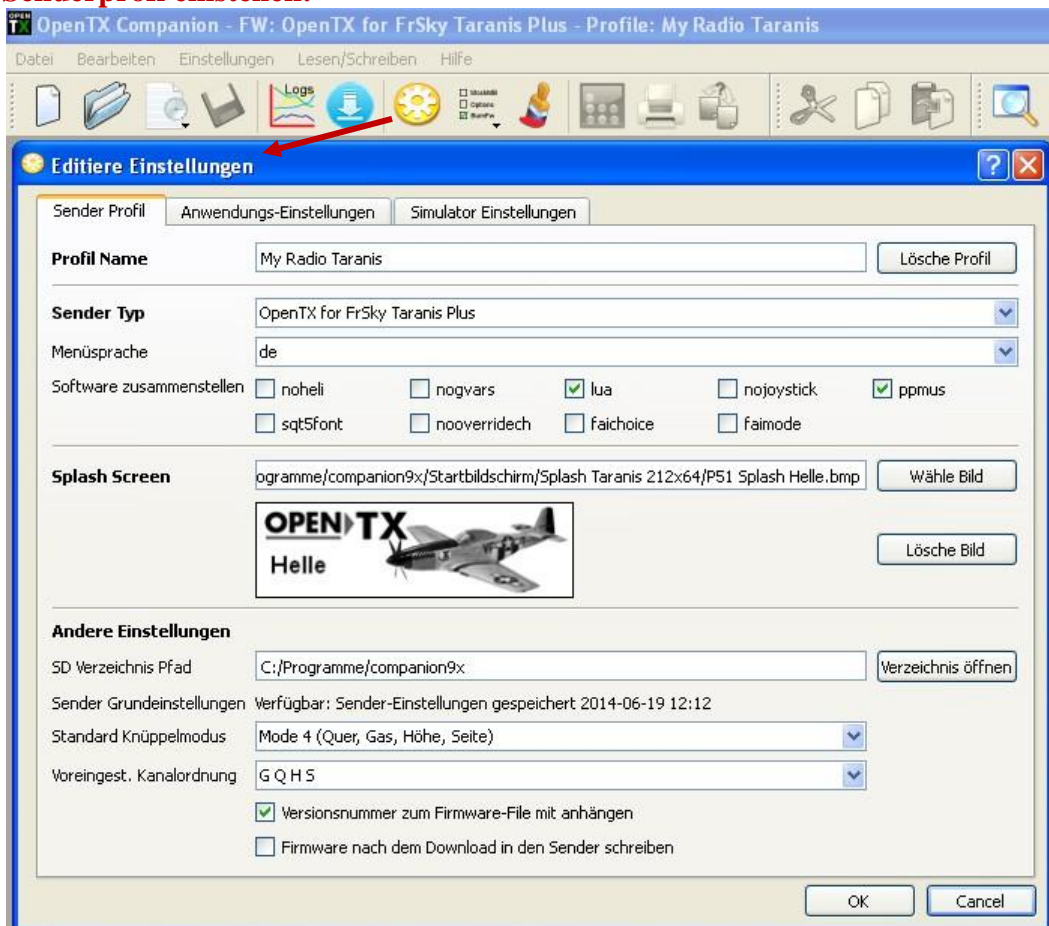 Senderprofil einstellen:
OPEN TX OpenTX Companion - FW: OpenTX for FrSky Taranis Plus - Profile: My Radio Taranis
Datei Bearbeiten Einstellungen Lesen/Schreiben Hilfe
Logs
Editiere Einstellungen
Sender Profil Anwendungs-Einstellungen Simulator Einstellungen
Profil Name My Radio Taranis Lösche Profil
Sender Typ OpenTX for FrSky Taranis Plus
Menüsprache de
Software zusammenstellen noheli nogvars lua nojoystick ppmus
sqt5font nooverridech faichoice faimode
Splash Screen ogramme/companion9x/Startbildschirm/Splash Taranis 212x64/P51 Splash Helle.bmp Wähle Bild
OPEN TX
Helle
Lösche Bild
Andere Einstellungen
SD Verzeichnis Pfad C:/Programme/companion9x Verzeichnis öffnen
Sender Grundeinstellungen Verfügbar: Sender-Einstellungen gespeichert 2014-06-19 12:12
Standard Knüppelmodus Mode 4 (Quer, Gas, Höhe, Seite)
Voreingest. Kanalordnung G Q H S
Versionsnummer zum Firmware-File mit anhängen
Firmware nach dem Download in den Sender schreiben
OK Cancel